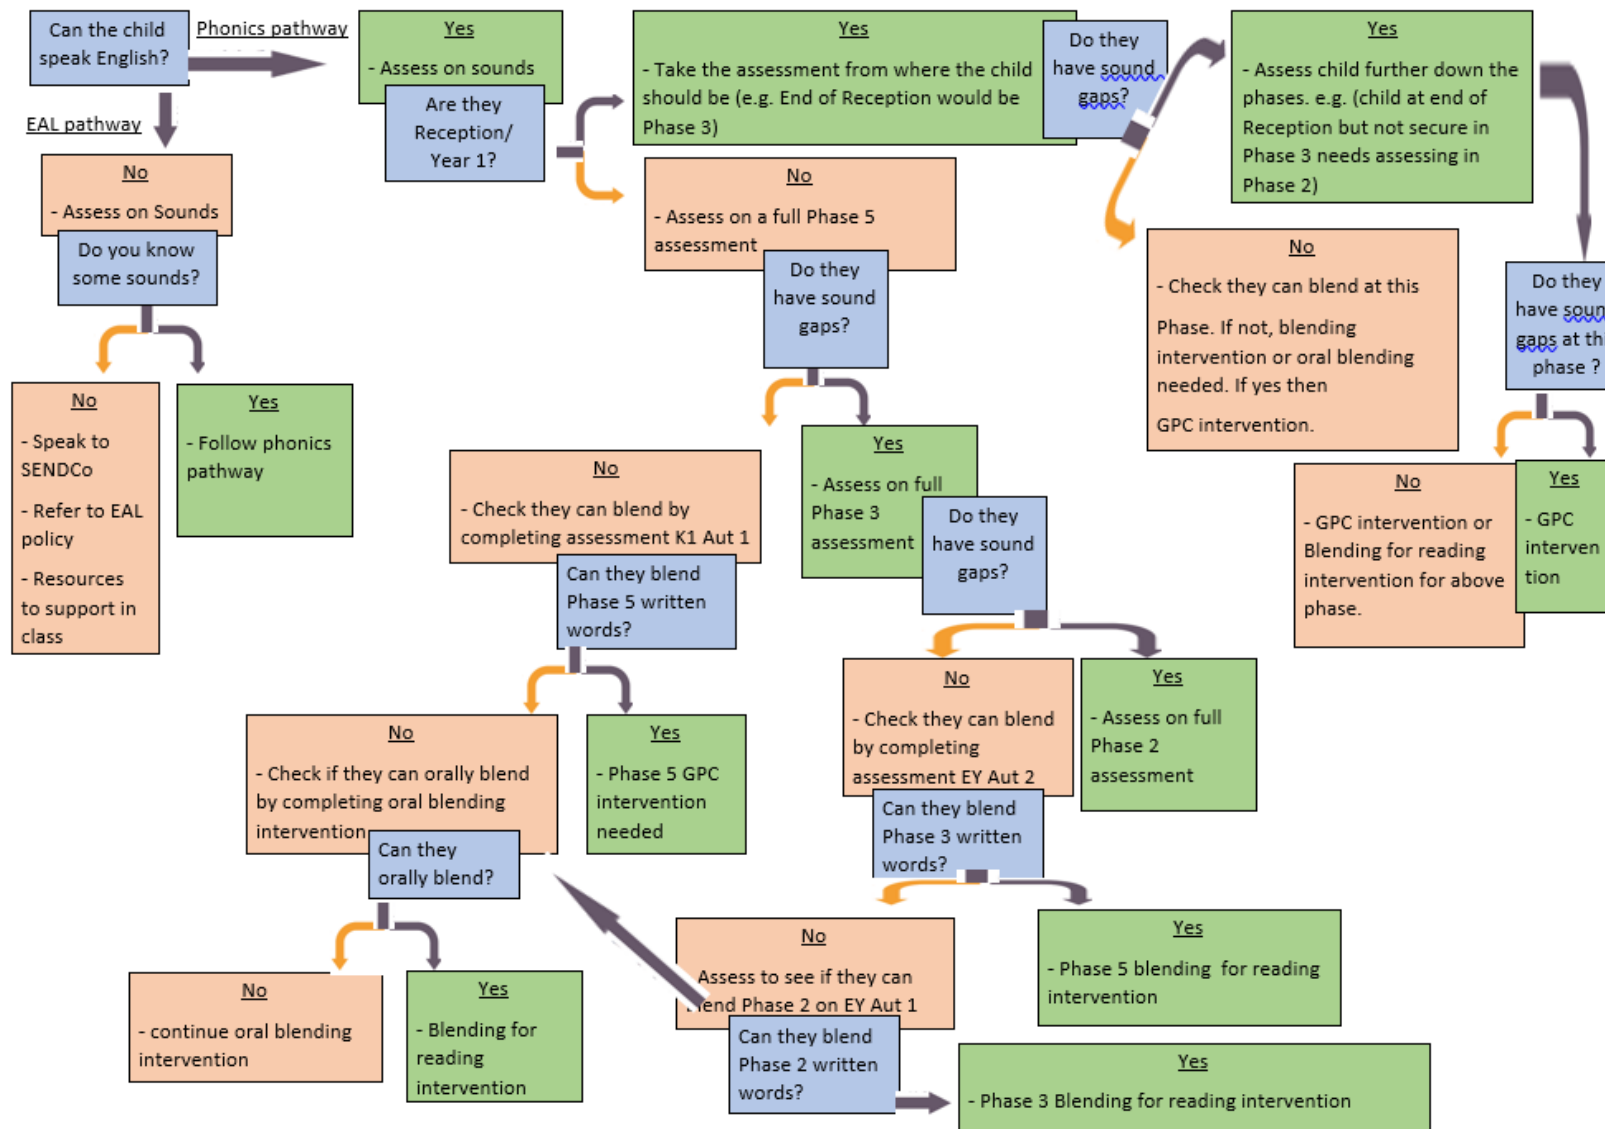 Can the child
speak English?
Phonics pathway
EAL pathway
Yes
- Assess on sounds
Are they
Reception/
Year 1?
Yes
- Take the assessment from where the child
should be (e.g. End of Reception would be
Phase 3)
Do they
have sound
gaps?
Yes
- Assess child further down the
phases. e.g. (child at end of
Reception but not secure in
Phase 3 needs assessing in
Phase 2)
No
- Assess on Sounds
Do you know
some sounds?
No
- Speak to
SENDCo
- Refer to EAL
policy
- Resources
to support in
class
Yes
- Follow phonics
pathway
No
- Assess on a full Phase 5
assessment
Do they
have sound
gaps?
No
- Check they can blend at this
Phase. If not, blending
intervention or oral blending
needed. If yes then
GPC intervention.
Do they
have soun
gaps at thi
phase ?
No
- GPC intervention or
Blending for reading
intervention for above
phase.
Yes
- GPC
interven
tion
No
- Check they can blend by
completing assessment K1 Aut 1
Can they blend
Phase 5 written
words?
Yes
- Assess on full
Phase 3
assessment
Do they
have sound
gaps?
No
- Check if they can orally blend
by completing oral blending
intervention
Can they
orally blend?
Yes
- Phase 5 GPC
intervention
needed
No
- Check they can blend
by completing
assessment EY Aut 2
Can they blend
Phase 3 written
words?
Yes
- Assess on full
Phase 2
assessment
No
- continue oral blending
intervention
Yes
- Blending for
reading
intervention
No
Assess to see if they can
lend Phase 2 on EY Aut 1
Can they blend
Phase 2 written
words?
Yes
- Phase 5 blending for reading
intervention
Yes
- Phase 3 Blending for reading intervention